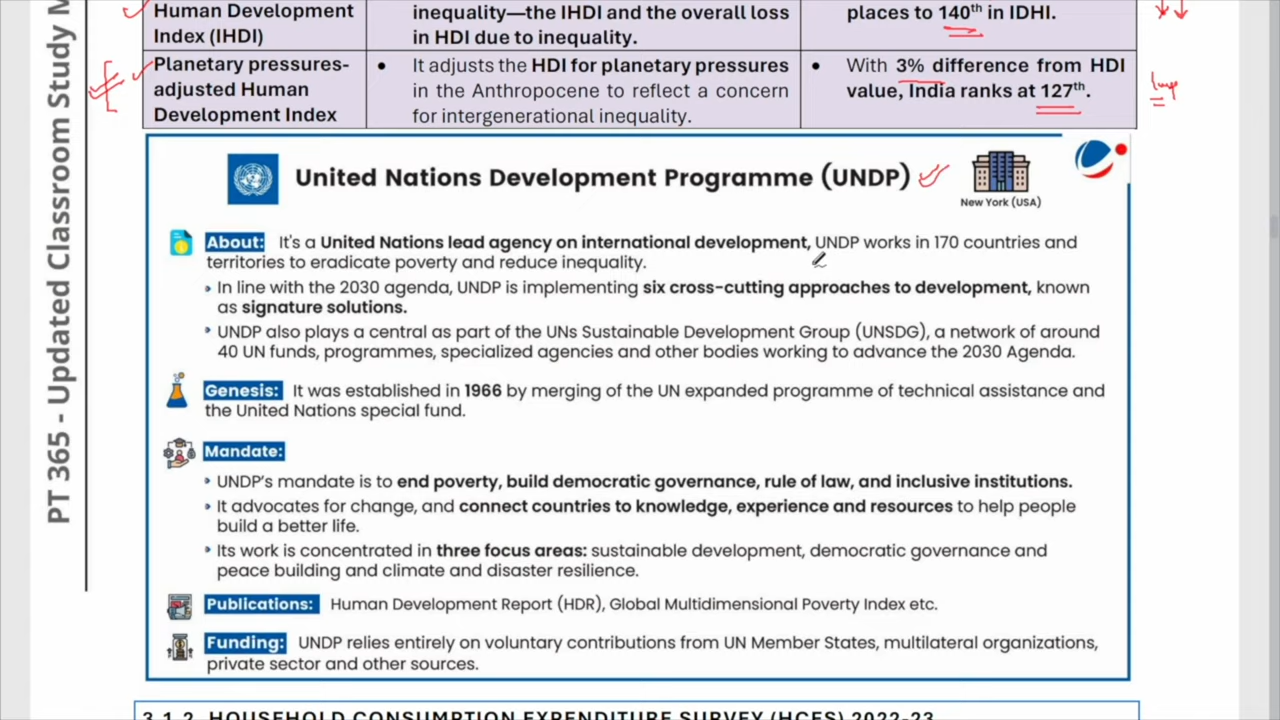 PT 365 - Updated Classroom Study M
Human Development
Index (IHDI)
inequality—the IHDI and the overall loss
in HDI due to inequality.
places to 140th in IDHI.
Planetary pressures-
adjusted Human
Development Index
• It adjusts the HDI for planetary pressures
in the Anthropocene to reflect a concern
for intergenerational inequality.
• With 3% difference from HDI
value, India ranks at 127th.
Imp
United Nations Development Programme (UNDP)
New York (USA)
About: It's a United Nations lead agency on international development, UNDP works in 170 countries and
territories to eradicate poverty and reduce inequality.
In line with the 2030 agenda, UNDP is implementing six cross-cutting approaches to development, known
as signature solutions.
UNDP also plays a central as part of the UNs Sustainable Development Group (UNSDG), a network of around
40 UN funds, programmes, specialized agencies and other bodies working to advance the 2030 Agenda.
Genesis: It was established in 1966 by merging of the UN expanded programme of technical assistance and
the United Nations special fund.
Mandate:
UNDP's mandate is to end poverty, build democratic governance, rule of law, and inclusive institutions.
It advocates for change, and connect countries to knowledge, experience and resources to help people
build a better life.
Its work is concentrated in three focus areas: sustainable development, democratic governance and
peace building and climate and disaster resilience.
Publications: Human Development Report (HDR), Global Multidimensional Poverty Index etc.
Funding: UNDP relies entirely on voluntary contributions from UN Member States, multilateral organizations,
private sector and other sources.
3.1.2. HOUSEHOLD CONSUMPTION EXPENDITURE SURVEY (HCES) 2022-23